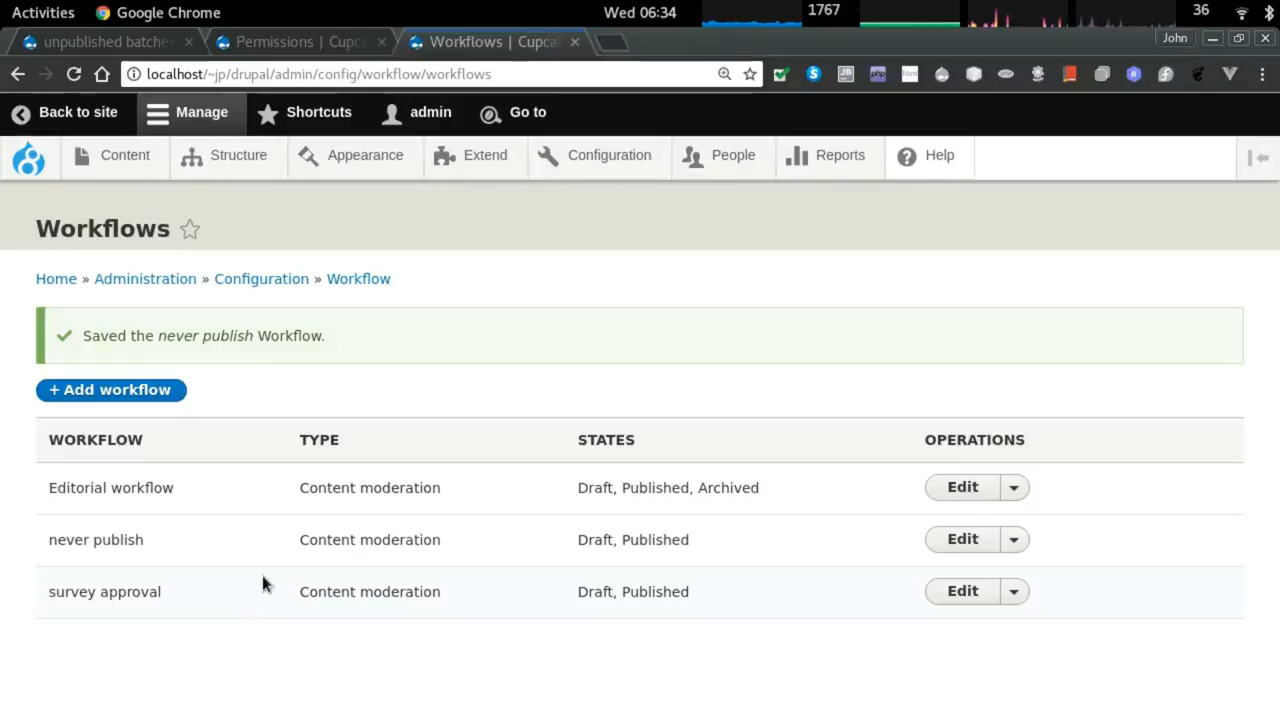 Activities Google Chrome Wed 06:34 1767 36
unpublished batche Permissions | Cupc Workflows | Cupca John
localhost/~jp/drupal/admin/config/workflow/workflows
Back to site Manage Shortcuts admin Go to
Content Structure Appearance Extend Configuration People Reports Help
Workflows
Home » Administration » Configuration » Workflow
Saved the never publish Workflow.
+ Add workflow
WORKFLOW TYPE STATES OPERATIONS
Editorial workflow Content moderation Draft, Published, Archived Edit
never publish Content moderation Draft, Published Edit
survey approval Content moderation Draft, Published Edit